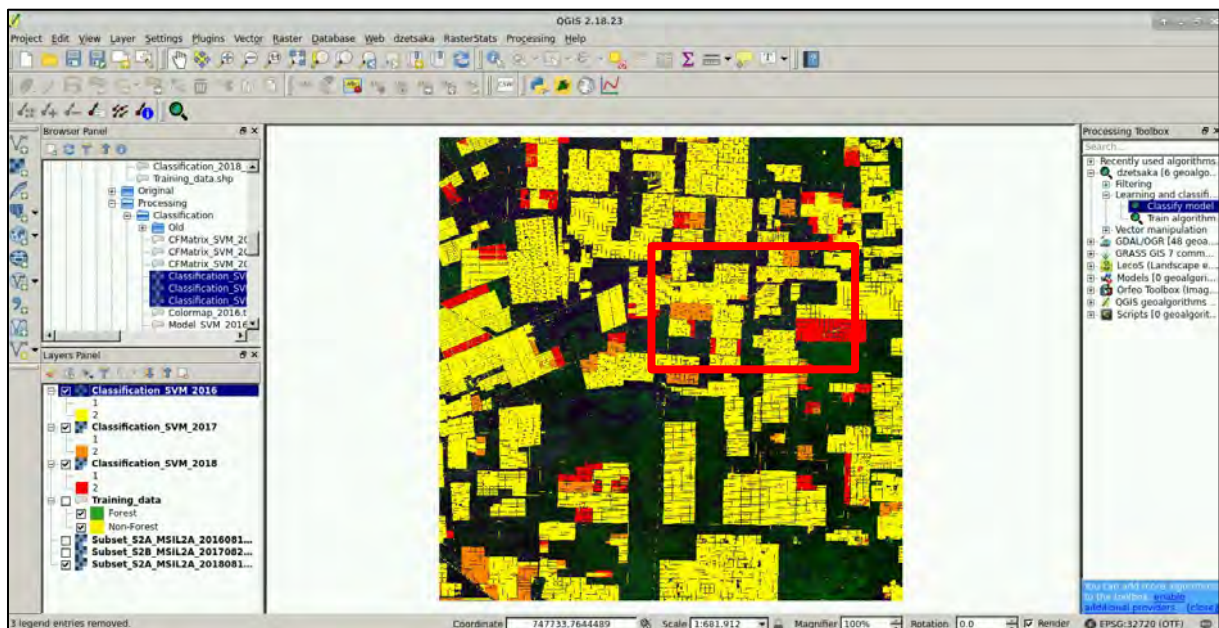 QGIS 2.18.23
Project Edit View Layer Settings Plugins Vector Raster Database Web dzetsaka RasterStats Processing Help
CSW
Browser Panel
Classification_2018_
Training_data.shp
Original
Processing
Classification
Old
CFMatrix_SVM_20
CFMatrix_SVM_20
CFMatrix_SVM_20
Classification_SV
Classification_SV
Classification_SV
Colormap_2016.t
Model_SVM_2016
Layers Panel
Classification_SVM_2016
1
2
Classification_SVM_2017
1
2
Classification_SVM_2018
1
2
Training_data
Forest
Non-Forest
Subset_S2A_MSIL2A_2016081...
Subset_S2B_MSIL2A_2017082...
Subset_S2A_MSIL2A_2018081...
Processing Toolbox
Search...
Recently used algorithms
dzetsaka [6 geoalgo...
Filtering
Learning and classifi...
Classify model
Train algorithm
Vector manipulation
GDAL/OGR [48 geoa...
GRASS GIS 7 comm...
LecoS (Landscape e...
Models [0 geoalgori...
Orfeo Toolbox (Imag...
QGIS geoalgorithms
Scripts [0 geoalgorit...
You can add more algorithms
to the toolbox, enable
additional providers. [close]
3 legend entries removed.
Coordinate 747733,7644489 Scale 1:681.912 Magnifier 100% Rotation 0.0 Render EPSG:32720 (OTF)